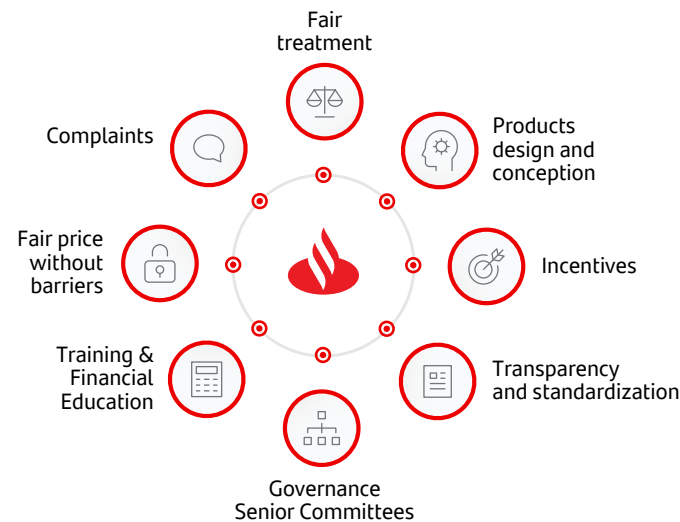 Fair
treatment
Products
design and
conception
Incentives
Transparency
and standardization
Governance
Senior Committees
Training &
Financial
Education
Fair price
without
barriers
Complaints